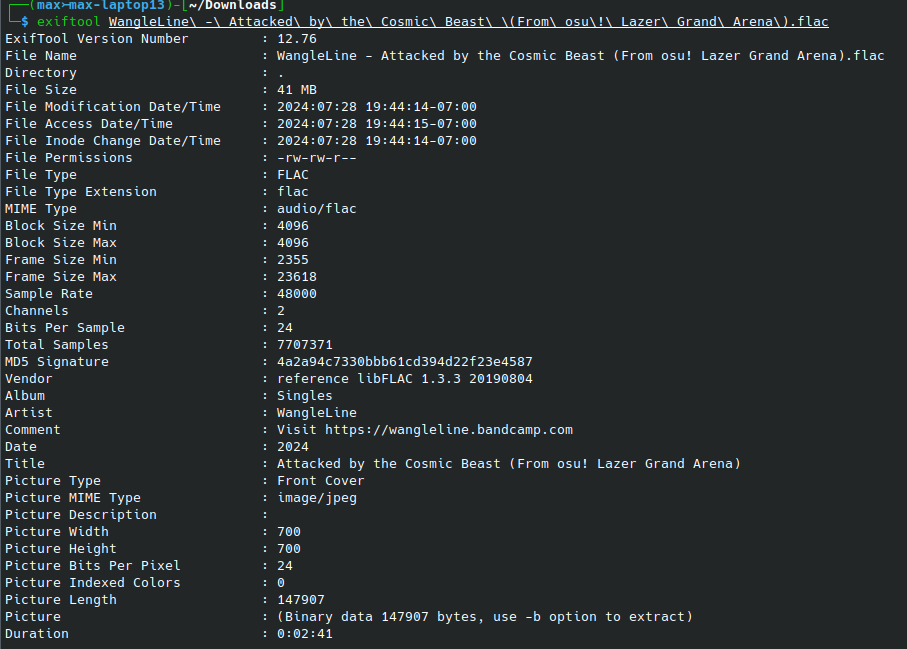 ┌──(max㉿max-laptop13)-[~/Downloads]
└─$ exiftool WangleLine\ -\ Attacked\ by\ the\ Cosmic\ Beast\ \(From\ osu\!\ Lazer\ Grand\ Arena\).flac
ExifTool Version Number : 12.76
File Name : WangleLine - Attacked by the Cosmic Beast (From osu! Lazer Grand Arena).flac
Directory : .
File Size : 41 MB
File Modification Date/Time : 2024:07:28 19:44:14-07:00
File Access Date/Time : 2024:07:28 19:44:15-07:00
File Inode Change Date/Time : 2024:07:28 19:44:14-07:00
File Permissions : -rw-rw-r--
File Type : FLAC
File Type Extension : flac
MIME Type : audio/flac
Block Size Min : 4096
Block Size Max : 4096
Frame Size Min : 2355
Frame Size Max : 23618
Sample Rate : 48000
Channels : 2
Bits Per Sample : 24
Total Samples : 7707371
MD5 Signature : 4a2a94c7330bbb61cd394d22f23e4587
Vendor : reference libFLAC 1.3.3 20190804
Album : Singles
Artist : WangleLine
Comment : Visit https://wangleline.bandcamp.com
Date : 2024
Title : Attacked by the Cosmic Beast (From osu! Lazer Grand Arena)
Picture Type : Front Cover
Picture MIME Type : image/jpeg
Picture Description :
Picture Width : 700
Picture Height : 700
Picture Bits Per Pixel : 24
Picture Indexed Colors : 0
Picture Length : 147907
Picture : (Binary data 147907 bytes, use -b option to extract)
Duration : 0:02:41